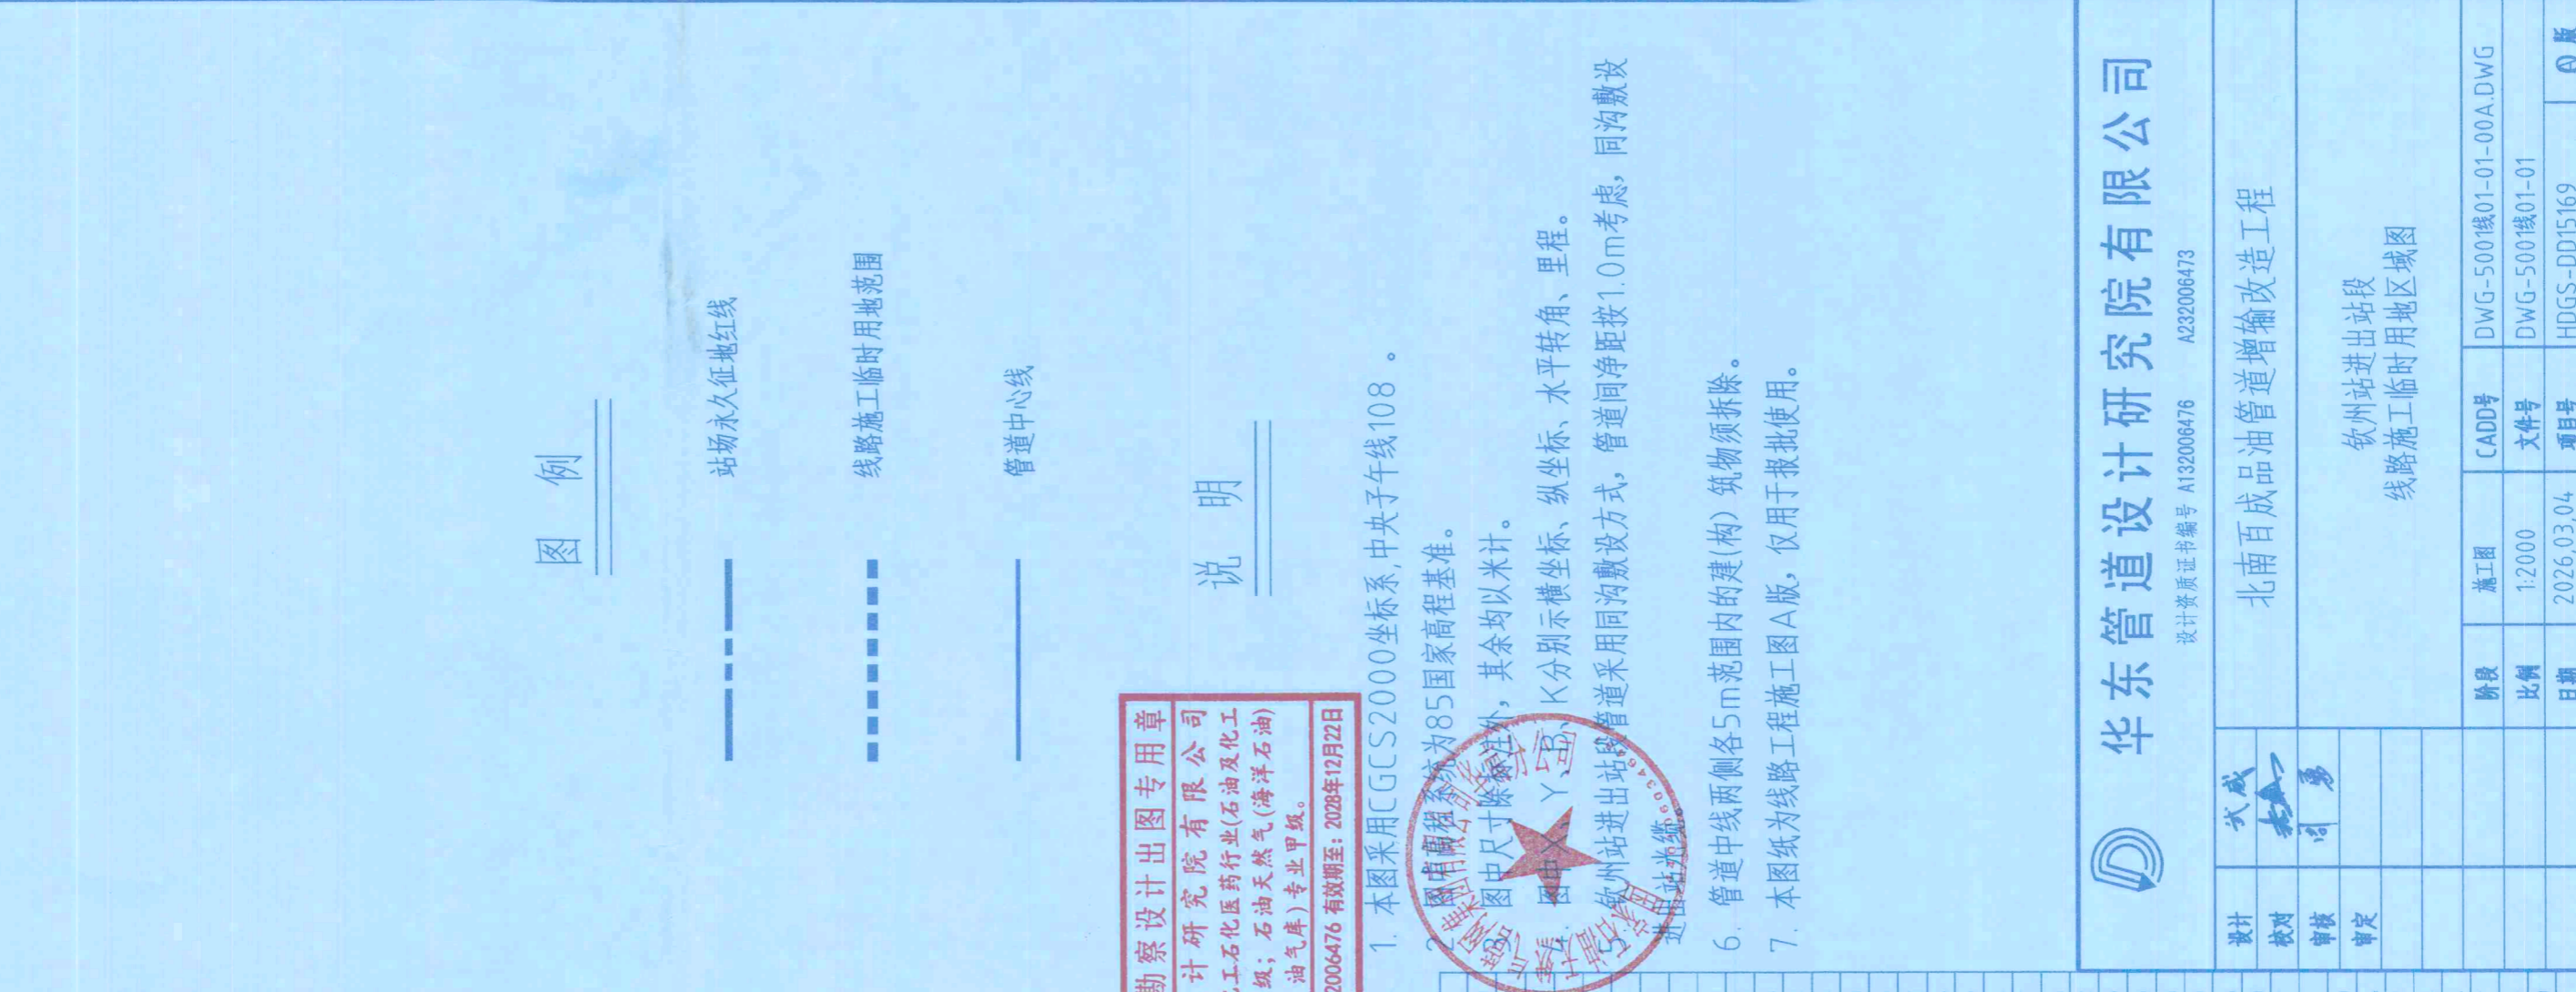 图 例
站场永久征地红线
线路施工临时用地范围
管道中心线
说 明
1. 本图采用CGCS2000坐标系,中央子午线108 。
2. 图中高程系统为85国家高程基准。
3. 图中尺寸除标注外，其余均以米计。
4. 图中X、Y、B、K分别示横坐标、纵坐标、水平转角、里程。
5. 钦州站进出站段管道采用同沟敷设方式，管道间净距按1.0m考虑，同沟敷设
进出站光缆。
6. 管道中线两侧各5m范围内的建(构）筑物须拆除。
7. 本图纸为线路工程施工图A版，仅用于报批使用。
勘察设计出图专用章
计研究院有限公司
工石化医药行业(石油及化工
级；石油天然气(海洋石油)
油气库)专业甲级。
2006476 有效期至：2028年12月22日
华东管道设计研究院有限公司
设计资质证书编号 A132006476 A232006473
北南百成品油管道增输改造工程
钦州站进出站段
线路施工临时用地区域图
设计
校对
审核 周勇
审定
阶段 施工图 CADD号 DWG-5001线01-01-00A.DWG
比例 1:2000 文件号 DWG-5001线01-01
日期 2026.03.04 项目号 HDGS-DD15169 A 版